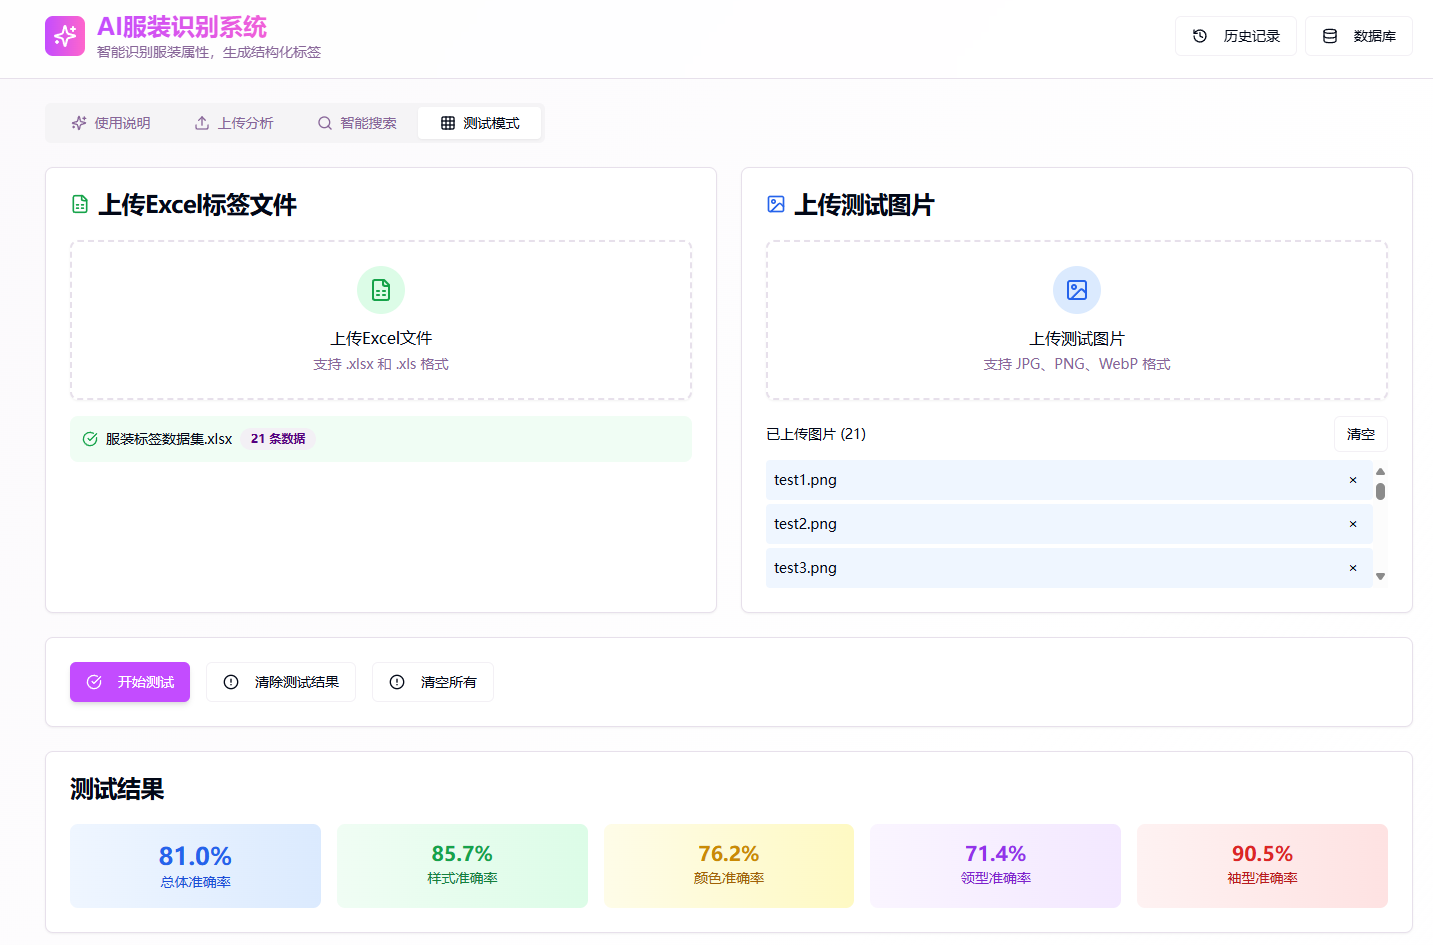 AI服装识别系统
智能识别服装属性，生成结构化标签
历史记录
数据库
使用说明
上传分析
智能搜索
测试模式
上传Excel标签文件
上传Excel文件
支持 .xlsx 和 .xls 格式
服装标签数据集.xlsx
21 条数据
上传测试图片
上传测试图片
支持 JPG、PNG、WebP 格式
已上传图片 (21)
清空
test1.png ×
test2.png ×
test3.png ×
开始测试
清除测试结果
清空所有
测试结果
81.0%
总体准确率
85.7%
样式准确率
76.2%
颜色准确率
71.4%
领型准确率
90.5%
袖型准确率